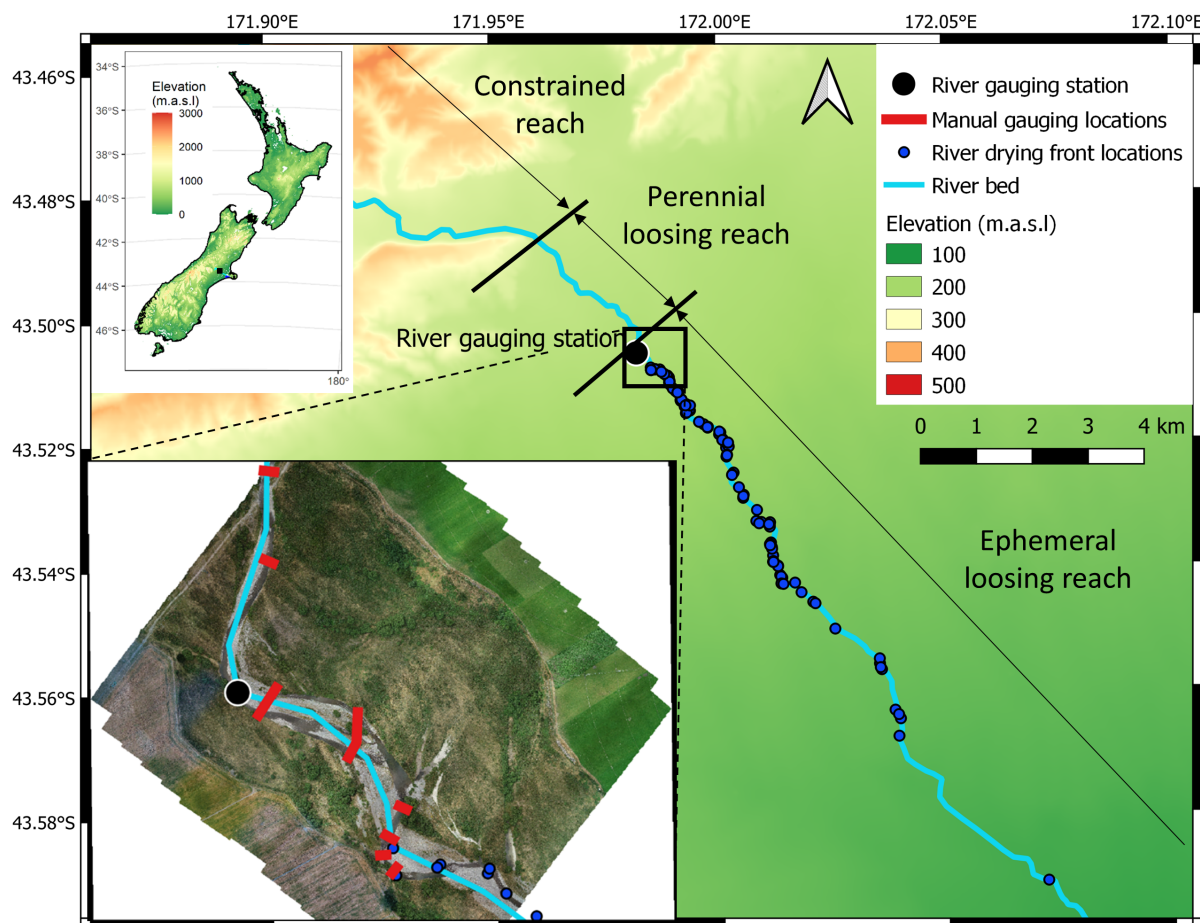 171.90°E
171.95°E
172.00°E
172.05°E
172.10°E
43.46°S
43.48°S
43.50°S
43.52°S
43.54°S
43.56°S
43.58°S
34°S
36°S
38°S
40°S
42°S
44°S
46°S
180°
Elevation
(m.a.s.l)
3000
2000
1000
0
Constrained
reach
Perennial
loosing reach
River gauging station
Ephemeral
loosing reach
River gauging station
Manual gauging locations
River drying front locations
River bed
Elevation (m.a.s.l)
100
200
300
400
500
0 1 2 3 4 km